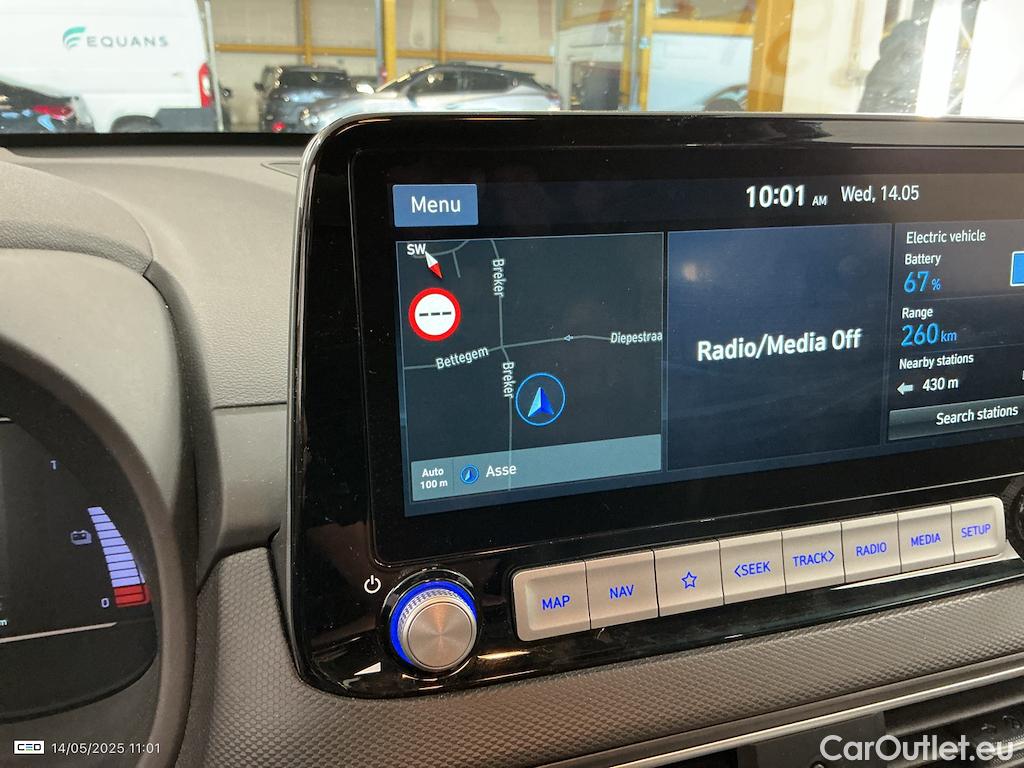 EQUANS
Menu
10:01 AM Wed, 14.05
SW
Breker
Bettegem
Diepestraa
Breker
Auto
100 m
Asse
Radio/Media Off
Electric vehicle
Battery
67%
Range
260 km
Nearby stations
430 m
Search stations
MAP
NAV
<SEEK
TRACK>
RADIO
MEDIA
SETUP
1
0
CEO 14/05/2025 11:01
CarOutlet.eu